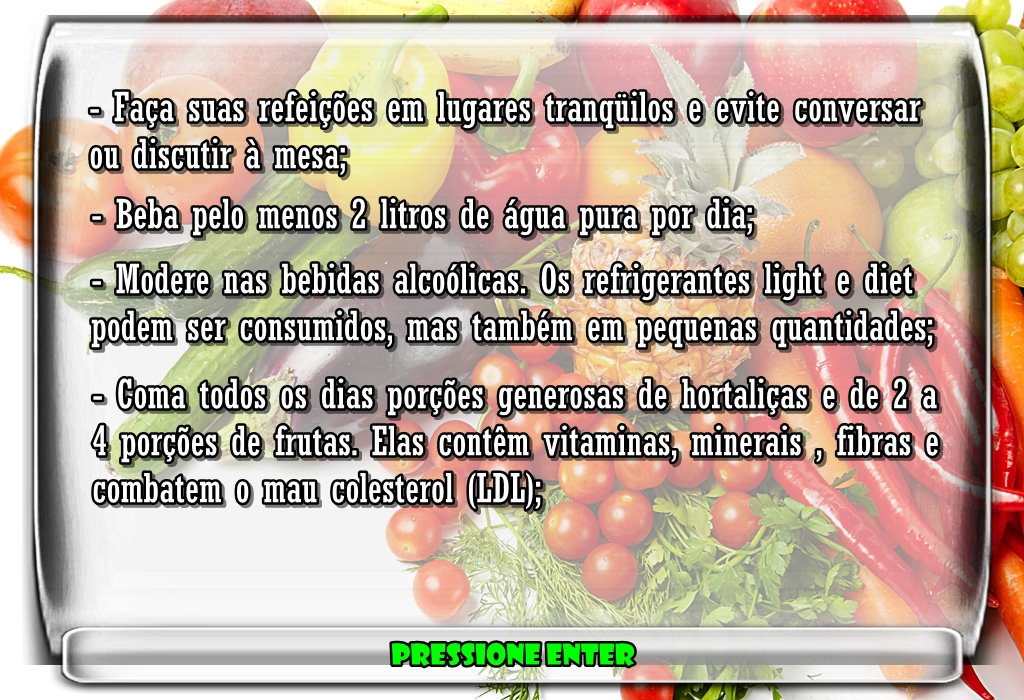 - Faça suas refeições em lugares tranqüilos e evite conversar
ou discutir à mesa;
- Beba pelo menos 2 litros de água pura por dia;
- Modere nas bebidas alcoólicas. Os refrigerantes light e diet
podem ser consumidos, mas também em pequenas quantidades;
- Coma todos os dias porções generosas de hortaliças e de 2 a
4 porções de frutas. Elas contêm vitaminas, minerais , fibras e
combatem o mau colesterol (LDL);
PRESSIONE ENTER